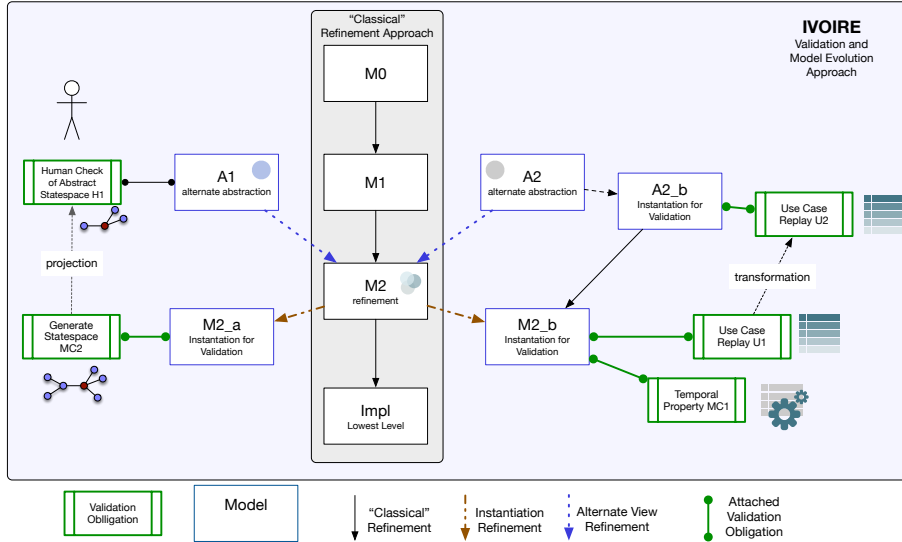 "Classical"
Refinement Approach
IVOIRE
Validation and
Model Evolution
Approach
M0
Human Check
of Abstract
Statespace H1
A1
alternate abstraction
M1
A2
alternate abstraction
A2_b
Instantation for
Validation
Use Case
Replay U2
projection
M2
refinement
transformation
Generate
Statespace
MC2
M2_a
Instantiation for
Validation
M2_b
Instantiation for
Validation
Use Case
Replay U1
Temporal
Property MC1
Impl
Lowest Level
Validation
Oblligation
Model
"Classical"
Refinement
Instantiation
Refinement
Alternate View
Refinement
Attached
Validation
Obligation